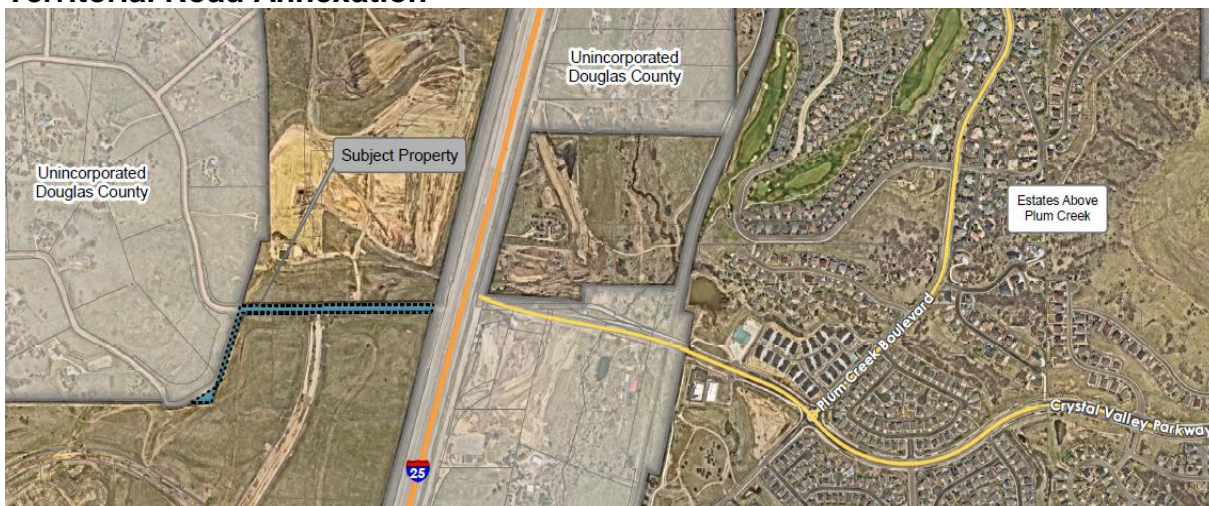 Territorial Road Annexation
Unincorporated
Douglas County
Subject Property
Unincorporated
Douglas County
Estates Above
Plum Creek
Plum Creek Boulevard
Crystal Valley Parkway
25